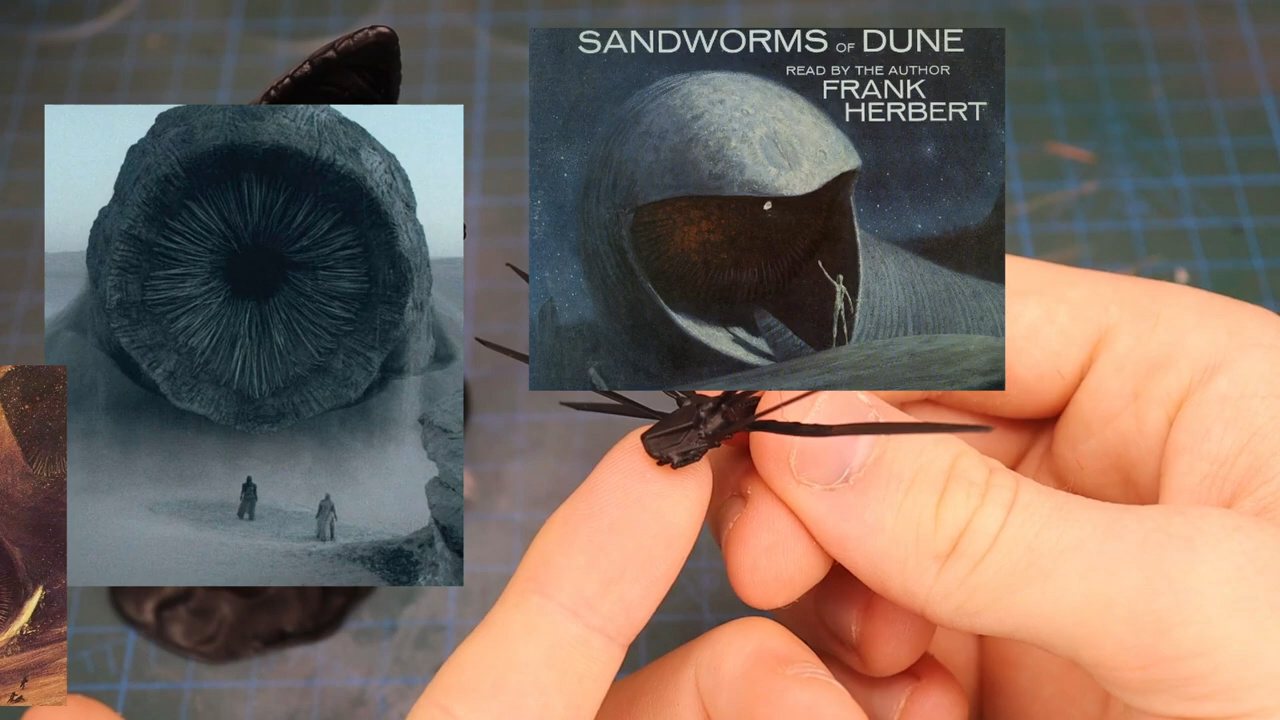 SANDWORMS OF DUNE
READ BY THE AUTHOR
FRANK
HERBERT